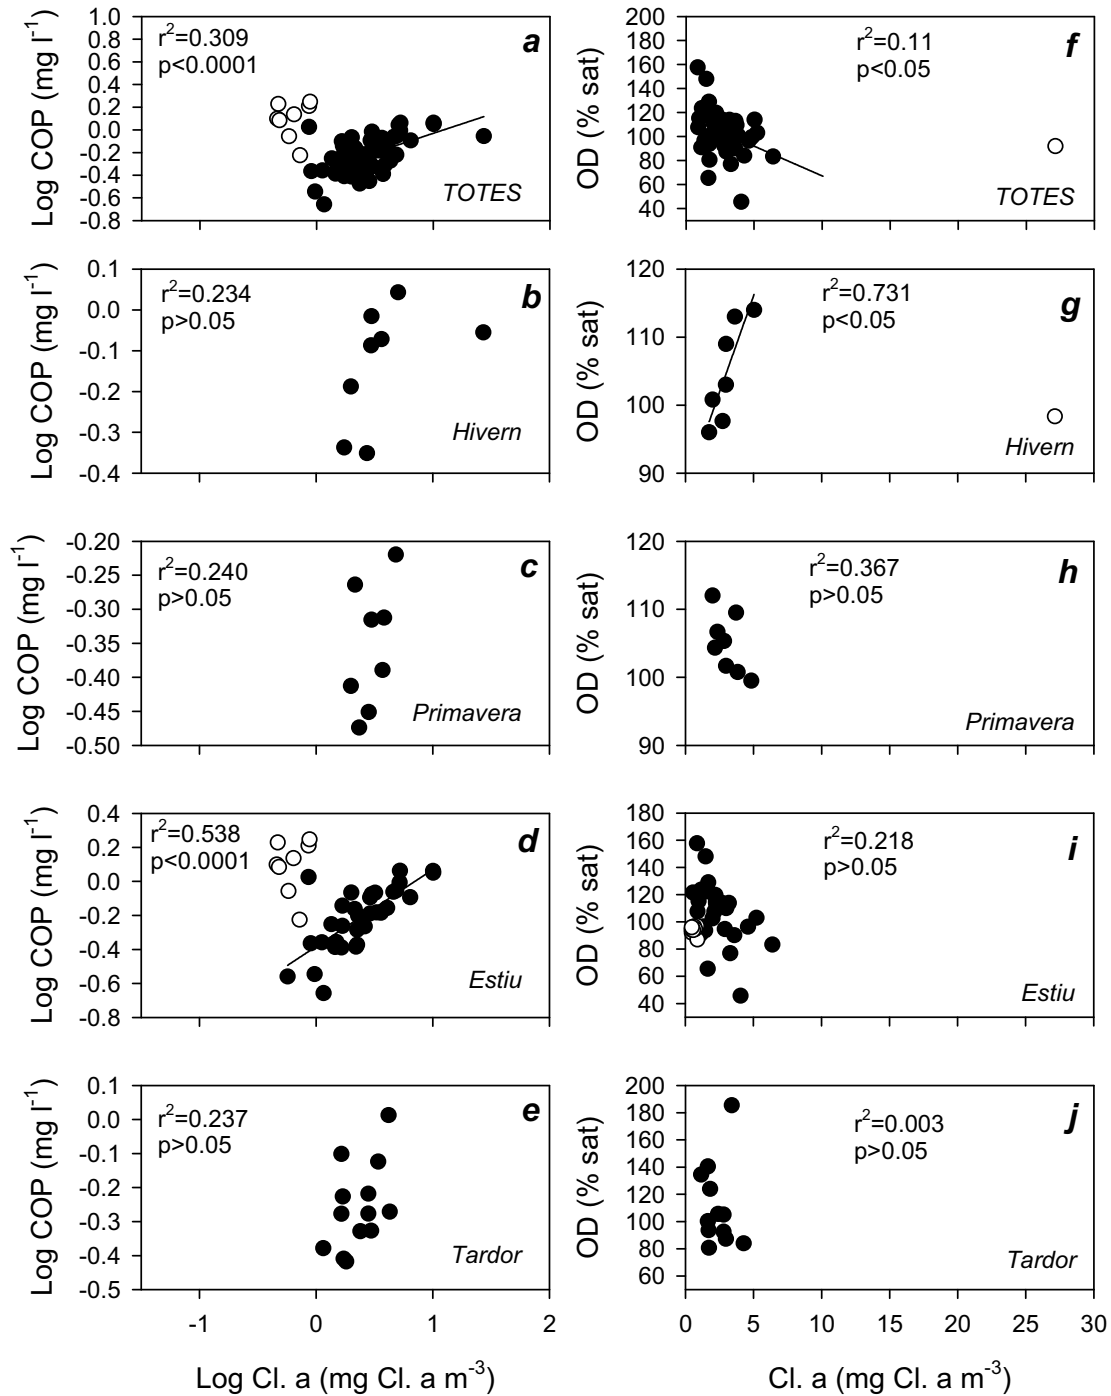 Log COP (mg l⁻¹)
1.0
0.8
0.6
0.4
0.2
0.0
-0.2
-0.4
-0.6
-0.8
r²=0.309
p<0.0001
a
TOTES
OD (% sat)
200
180
160
140
120
100
80
60
40
r²=0.11
p<0.05
f
TOTES
Log COP (mg l⁻¹)
0.1
0.0
-0.1
-0.2
-0.3
-0.4
r²=0.234
p>0.05
b
Hivern
OD (% sat)
120
110
100
90
r²=0.731
p<0.05
g
Hivern
Log COP (mg l⁻¹)
-0.20
-0.25
-0.30
-0.35
-0.40
-0.45
-0.50
r²=0.240
p>0.05
c
Primavera
OD (% sat)
120
110
100
90
r²=0.367
p>0.05
h
Primavera
Log COP (mg l⁻¹)
0.4
0.2
0.0
-0.2
-0.4
-0.6
-0.8
r²=0.538
p<0.0001
d
Estiu
OD (% sat)
180
160
140
120
100
80
60
40
r²=0.218
p>0.05
i
Estiu
Log COP (mg l⁻¹)
0.1
0.0
-0.1
-0.2
-0.3
-0.4
-0.5
r²=0.237
p>0.05
e
Tardor
-1 0 1 2
Log Cl. a (mg Cl. a m⁻³)
OD (% sat)
200
180
160
140
120
100
80
60
r²=0.003
p>0.05
j
Tardor
0 5 10 15 20 25 30
Cl. a (mg Cl. a m⁻³)